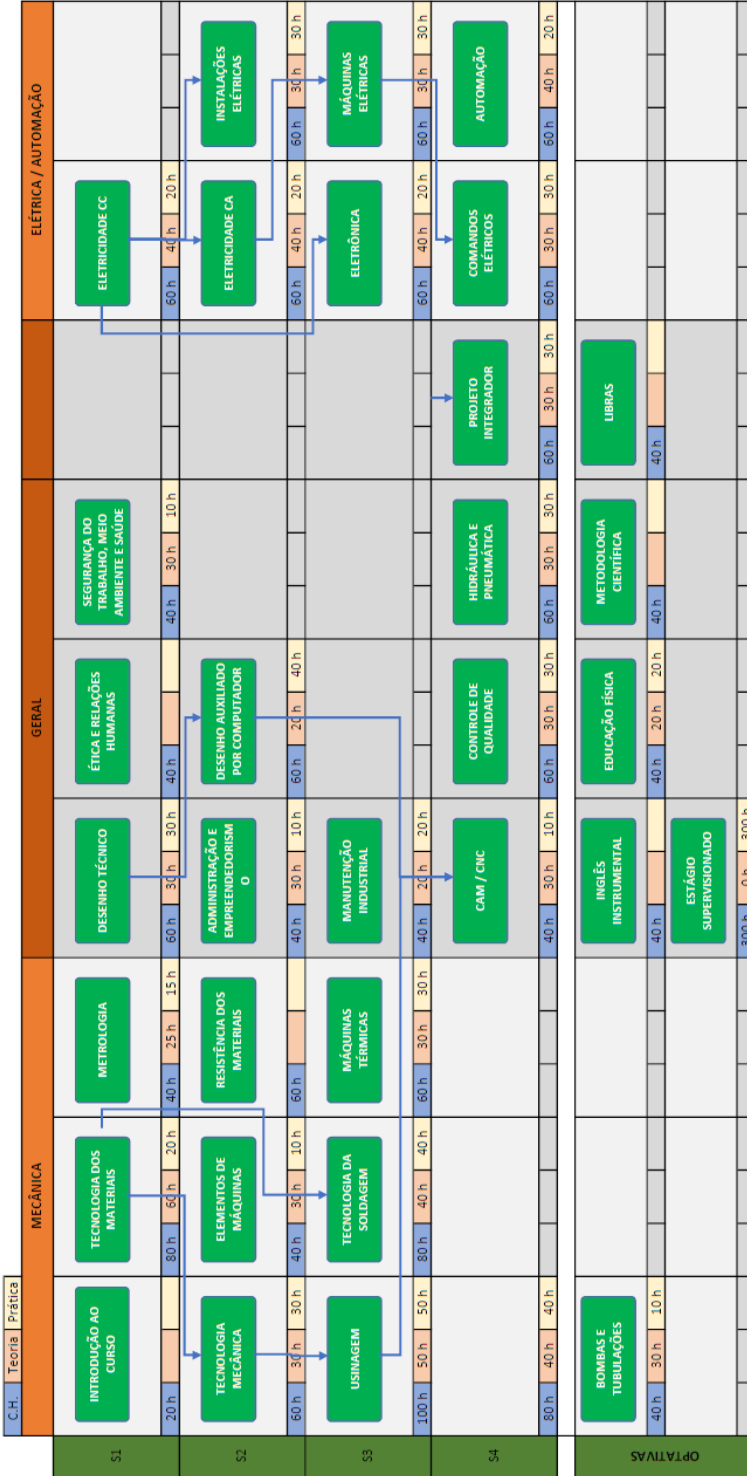 C.H. Teoria Prática
MECÂNICA
GERAL
ELÉTRICA / AUTOMAÇÃO
S1
INTRODUÇÃO AO
CURSO
20 h
TECNOLOGIA DOS
MATERIAIS
80 h 60 h 20 h
METROLOGIA
40 h 25 h 15 h
DESENHO TÉCNICO
60 h 30 h 30 h
ÉTICA E RELAÇÕES
HUMANAS
40 h
SEGURANÇA DO
TRABALHO, MEIO
AMBIENTE E SAÚDE
40 h 30 h 10 h
ELETRICIDADE CC
60 h 40 h 20 h
S2
TECNOLOGIA
MECÂNICA
60 h 30 h 30 h
ELEMENTOS DE
MÁQUINAS
40 h 30 h 10 h
RESISTÊNCIA DOS
MATERIAIS
60 h
ADMINISTRAÇÃO E
EMPREENDEDORISM
O
40 h 30 h 10 h
DESENHO AUXILIADO
POR COMPUTADOR
60 h 20 h 40 h
ELETRICIDADE CA
60 h 40 h 20 h
INSTALAÇÕES
ELÉTRICAS
60 h 30 h 30 h
S3
USINAGEM
100 h 50 h 50 h
TECNOLOGIA DA
SOLDAGEM
80 h 40 h 40 h
MÁQUINAS
TÉRMICAS
60 h 30 h 30 h
MANUTENÇÃO
INDUSTRIAL
40 h 20 h 20 h
ELETRÔNICA
60 h 40 h 20 h
MÁQUINAS
ELÉTRICAS
60 h 30 h 30 h
S4
80 h 40 h 40 h
CAM / CNC
40 h 30 h 10 h
CONTROLE DE
QUALIDADE
60 h 30 h 30 h
HIDRÁULICA E
PNEUMÁTICA
60 h 30 h 30 h
PROJETO
INTEGRADOR
60 h 30 h 30 h
COMANDOS
ELÉTRICOS
60 h 30 h 30 h
AUTOMAÇÃO
60 h 40 h 20 h
OPTATIVAS
BOMBAS E
TUBULAÇÕES
40 h 30 h 10 h
INGLÊS
INSTRUMENTAL
40 h
EDUCAÇÃO FÍSICA
40 h 20 h 20 h
METODOLOGIA
CIENTÍFICA
40 h
LIBRAS
40 h
ESTÁGIO
SUPERVISIONADO
300 h 0 h 300 h